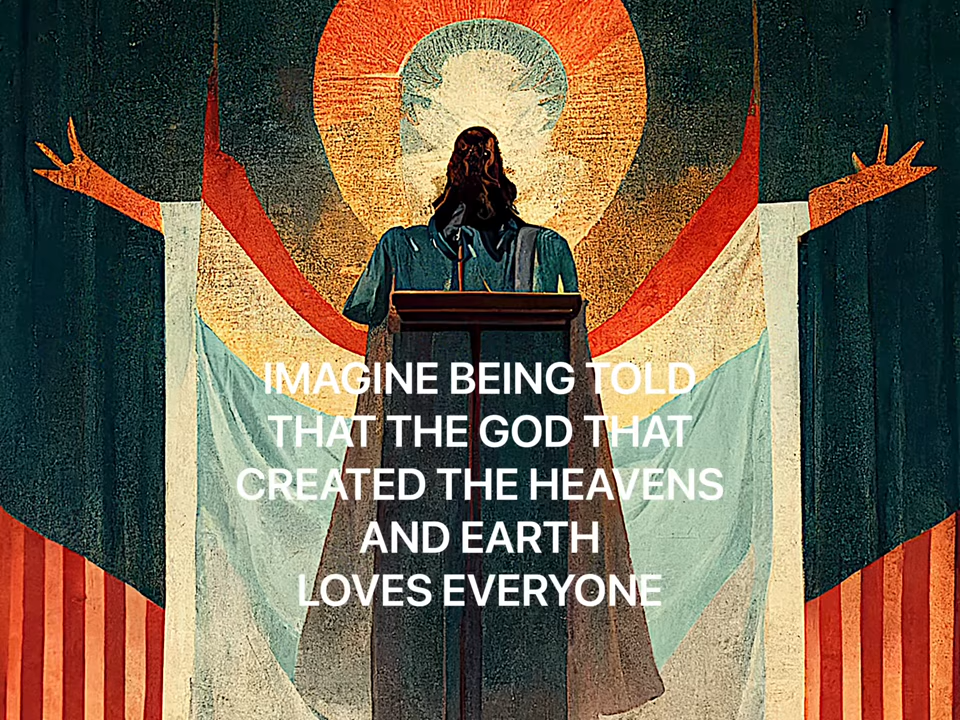 IMAGINE BEING TOLD
THAT THE GOD THAT
CREATED THE HEAVENS
AND EARTH
LOVES EVERYONE